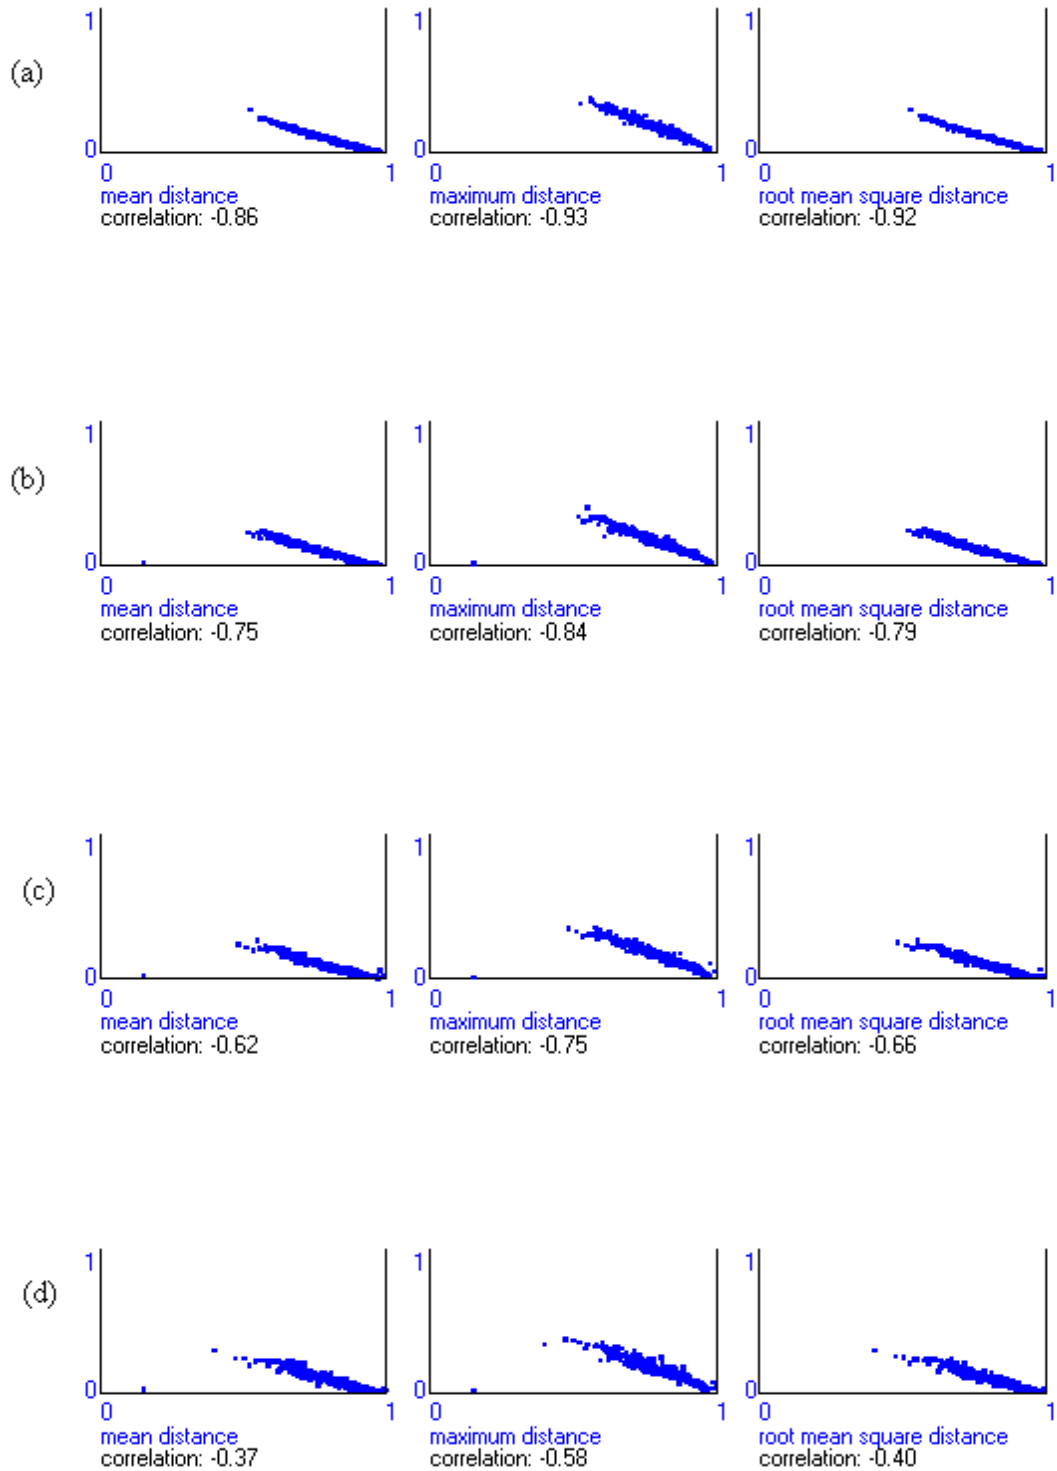 1 1 1
(a)
0 0 0
0 1 0 1 0 1
mean distance maximum distance root mean square distance
correlation: -0.86 correlation: -0.93 correlation: -0.92
1 1 1
(b)
0 0 0
0 1 0 1 0 1
mean distance maximum distance root mean square distance
correlation: -0.75 correlation: -0.84 correlation: -0.79
1 1 1
(c)
0 0 0
0 1 0 1 0 1
mean distance maximum distance root mean square distance
correlation: -0.62 correlation: -0.75 correlation: -0.66
1 1 1
(d)
0 0 0
0 1 0 1 0 1
mean distance maximum distance root mean square distance
correlation: -0.37 correlation: -0.58 correlation: -0.40